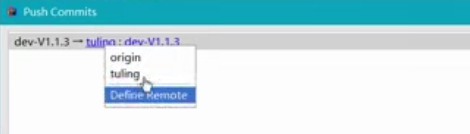 Push Commits
dev-V1.1.3 → tuling : dev-V1.1.3
origin
tuling
Define Remote